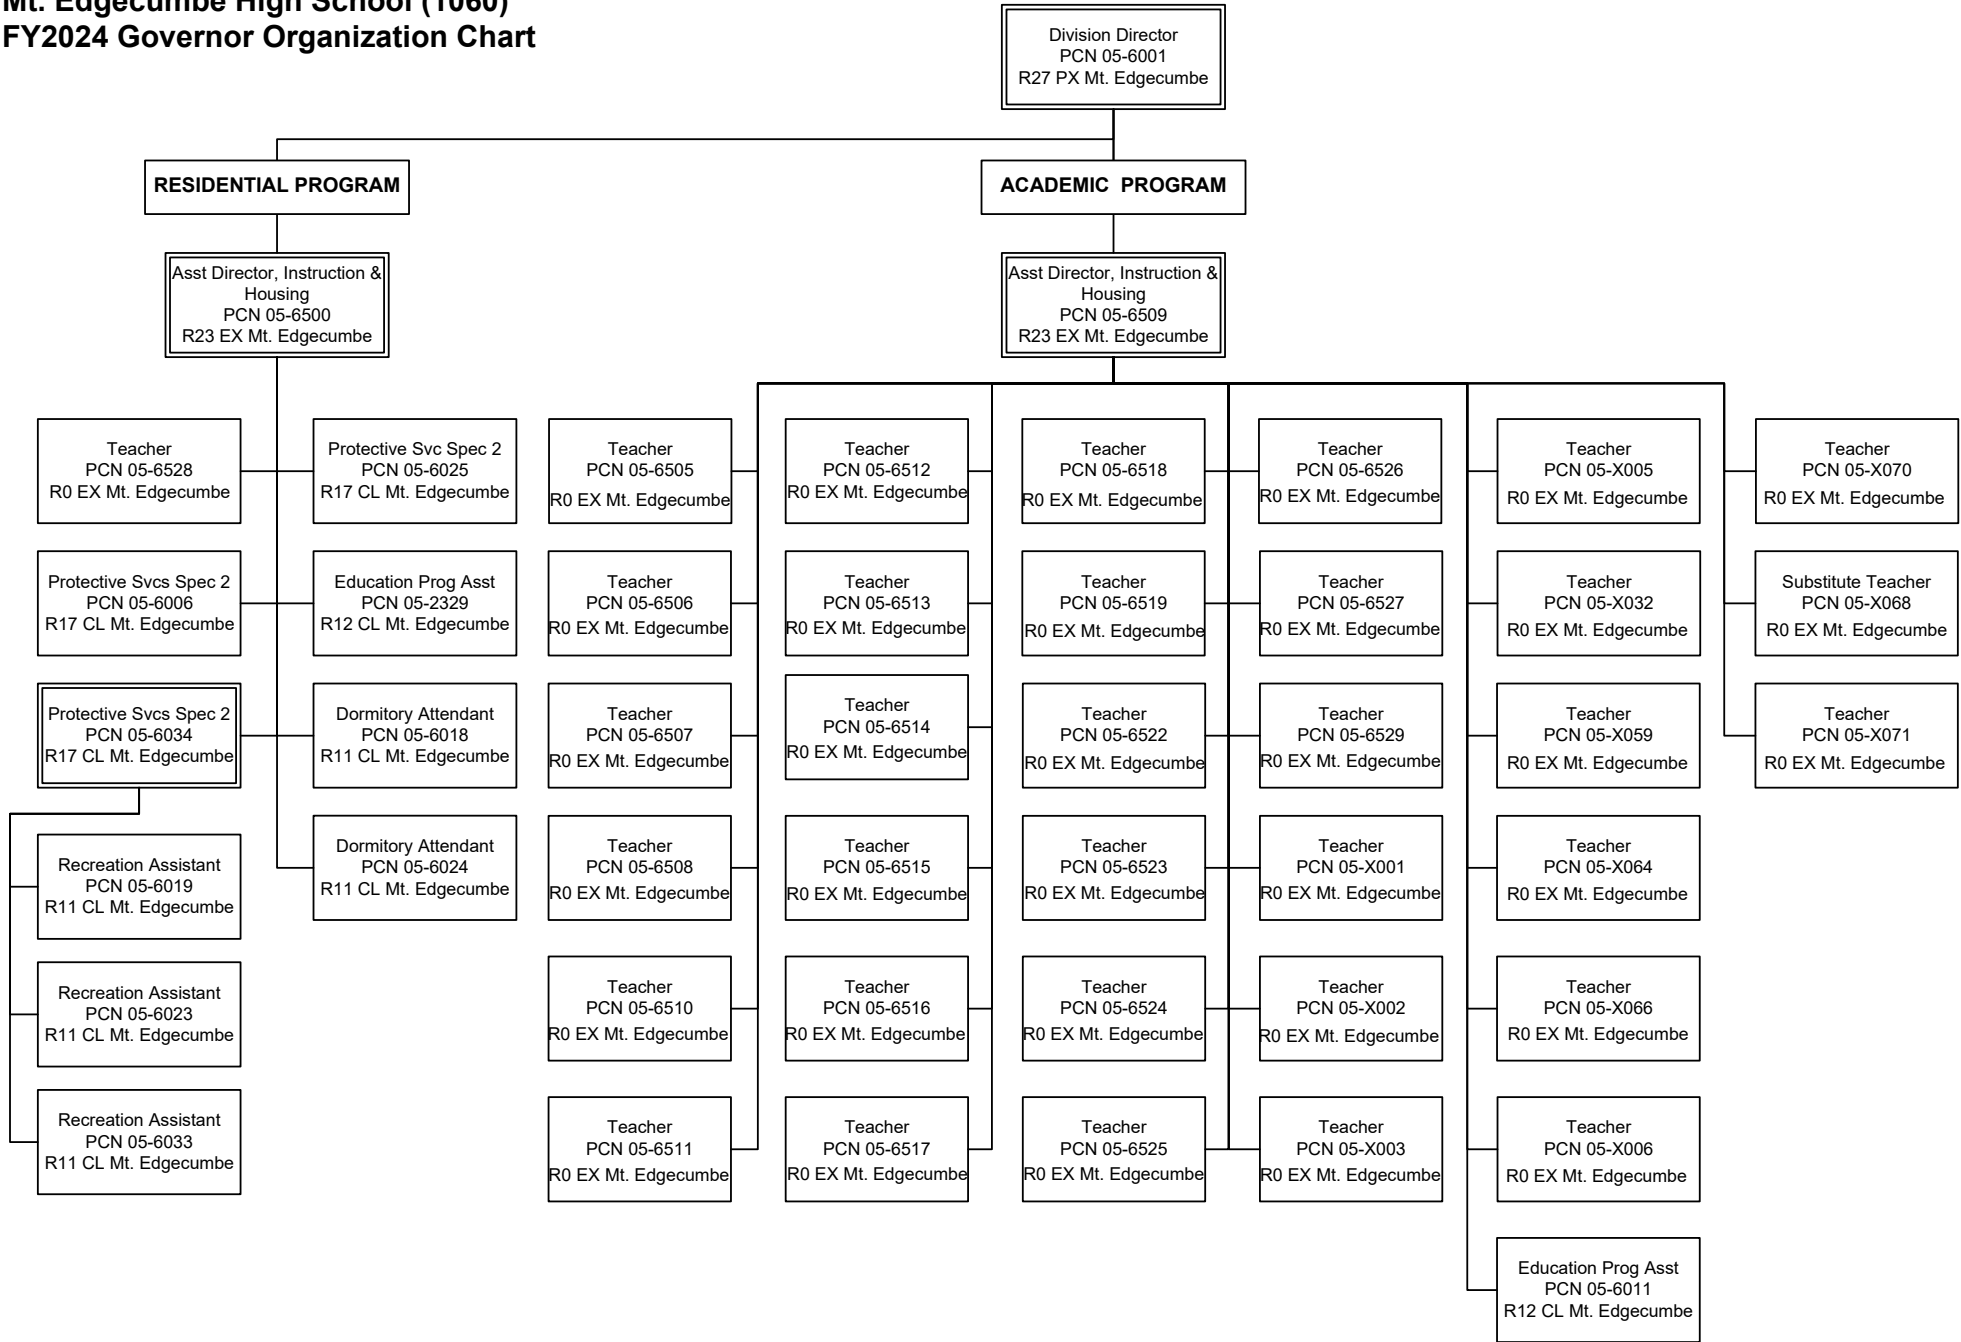 Mt. Edgecumbe High School (1060)
FY2024 Governor Organization Chart
Division Director
PCN 05-6001
R27 PX Mt. Edgecumbe
RESIDENTIAL PROGRAM
ACADEMIC PROGRAM
Asst Director, Instruction &
Housing
PCN 05-6500
R23 EX Mt. Edgecumbe
Asst Director, Instruction &
Housing
PCN 05-6509
R23 EX Mt. Edgecumbe
Teacher
PCN 05-6528
R0 EX Mt. Edgecumbe
Protective Svcs Spec 2
PCN 05-6006
R17 CL Mt. Edgecumbe
Protective Svcs Spec 2
PCN 05-6034
R17 CL Mt. Edgecumbe
Recreation Assistant
PCN 05-6019
R11 CL Mt. Edgecumbe
Recreation Assistant
PCN 05-6023
R11 CL Mt. Edgecumbe
Recreation Assistant
PCN 05-6033
R11 CL Mt. Edgecumbe
Protective Svc Spec 2
PCN 05-6025
R17 CL Mt. Edgecumbe
Education Prog Asst
PCN 05-2329
R12 CL Mt. Edgecumbe
Dormitory Attendant
PCN 05-6018
R11 CL Mt. Edgecumbe
Dormitory Attendant
PCN 05-6024
R11 CL Mt. Edgecumbe
Teacher
PCN 05-6505
R0 EX Mt. Edgecumbe
Teacher
PCN 05-6506
R0 EX Mt. Edgecumbe
Teacher
PCN 05-6507
R0 EX Mt. Edgecumbe
Teacher
PCN 05-6508
R0 EX Mt. Edgecumbe
Teacher
PCN 05-6510
R0 EX Mt. Edgecumbe
Teacher
PCN 05-6511
R0 EX Mt. Edgecumbe
Teacher
PCN 05-6512
R0 EX Mt. Edgecumbe
Teacher
PCN 05-6513
R0 EX Mt. Edgecumbe
Teacher
PCN 05-6514
R0 EX Mt. Edgecumbe
Teacher
PCN 05-6515
R0 EX Mt. Edgecumbe
Teacher
PCN 05-6516
R0 EX Mt. Edgecumbe
Teacher
PCN 05-6517
R0 EX Mt. Edgecumbe
Teacher
PCN 05-6518
R0 EX Mt. Edgecumbe
Teacher
PCN 05-6519
R0 EX Mt. Edgecumbe
Teacher
PCN 05-6522
R0 EX Mt. Edgecumbe
Teacher
PCN 05-6523
R0 EX Mt. Edgecumbe
Teacher
PCN 05-6524
R0 EX Mt. Edgecumbe
Teacher
PCN 05-6525
R0 EX Mt. Edgecumbe
Teacher
PCN 05-6526
R0 EX Mt. Edgecumbe
Teacher
PCN 05-6527
R0 EX Mt. Edgecumbe
Teacher
PCN 05-6529
R0 EX Mt. Edgecumbe
Teacher
PCN 05-X001
R0 EX Mt. Edgecumbe
Teacher
PCN 05-X002
R0 EX Mt. Edgecumbe
Teacher
PCN 05-X003
R0 EX Mt. Edgecumbe
Teacher
PCN 05-X005
R0 EX Mt. Edgecumbe
Teacher
PCN 05-X032
R0 EX Mt. Edgecumbe
Teacher
PCN 05-X059
R0 EX Mt. Edgecumbe
Teacher
PCN 05-X064
R0 EX Mt. Edgecumbe
Teacher
PCN 05-X066
R0 EX Mt. Edgecumbe
Teacher
PCN 05-X006
R0 EX Mt. Edgecumbe
Education Prog Asst
PCN 05-6011
R12 CL Mt. Edgecumbe
Teacher
PCN 05-X070
R0 EX Mt. Edgecumbe
Substitute Teacher
PCN 05-X068
R0 EX Mt. Edgecumbe
Teacher
PCN 05-X071
R0 EX Mt. Edgecumbe